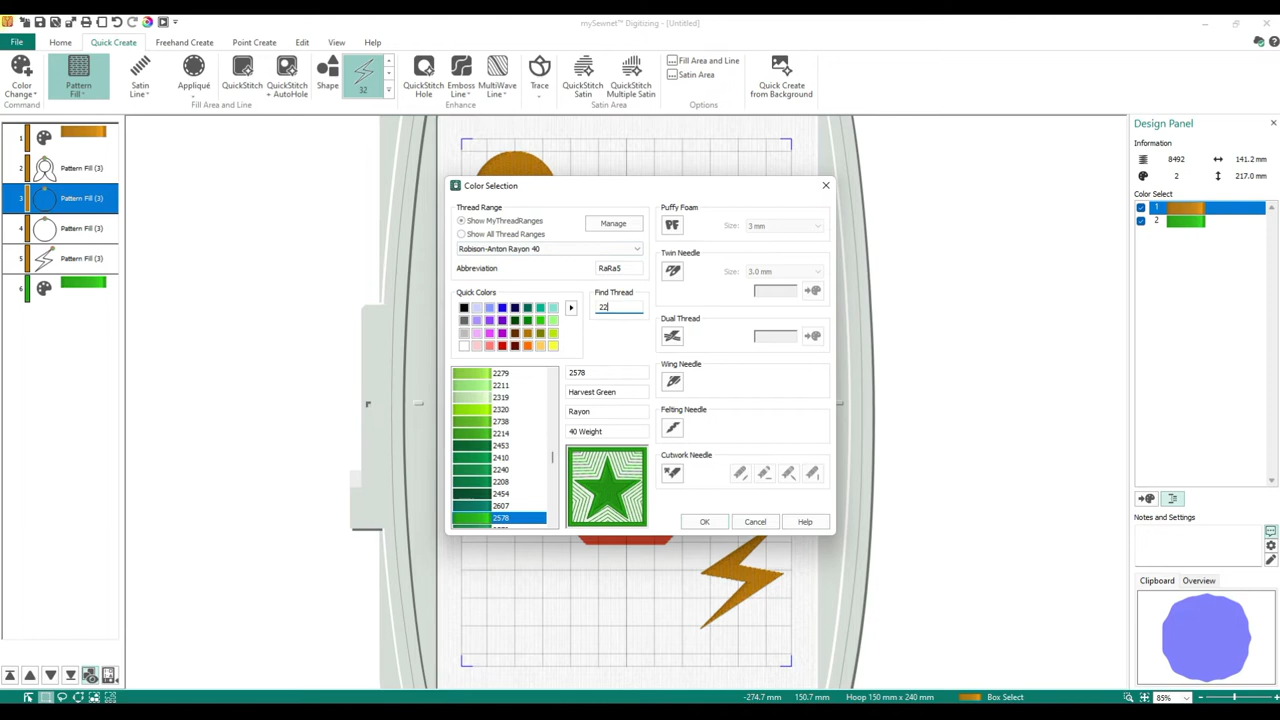 mySewnet™ Digitizing - [Untitled]
File Home Quick Create Freehand Create Point Create Edit View Help
Color Change Pattern Fill Satin Line Appliqué QuickStitch QuickStitch + AutoHole Shape 32 QuickStitch Hole Emboss Line MultiWave Line Trace QuickStitch Satin QuickStitch Multiple Satin Fill Area and Line Satin Area Quick Create from Background
Command Fill Area and Line Enhance Satin Area Options
1
2 Pattern Fill (3)
3 Pattern Fill (3)
4 Pattern Fill (3)
5 Pattern Fill (3)
6
Color Selection
Thread Range
Show MyThreadRanges Manage
Show All Thread Ranges
Robison-Anton Rayon 40
Abbreviation RaRa5
Quick Colors Find Thread
22
2279
2211
2319
2320
2738
2214
2453
2410
2240
2208
2454
2607
2578
2578
Harvest Green
Rayon
40 Weight
Puffy Foam
Size: 3 mm
Twin Needle
Size: 3.0 mm
Dual Thread
Wing Needle
Felting Needle
Cutwork Needle
OK Cancel Help
Design Panel
Information
8492 141.2 mm
2 217.0 mm
Color Select
1
2
Notes and Settings
Clipboard Overview
-274.7 mm 150.7 mm Hoop 150 mm x 240 mm Box Select 85%